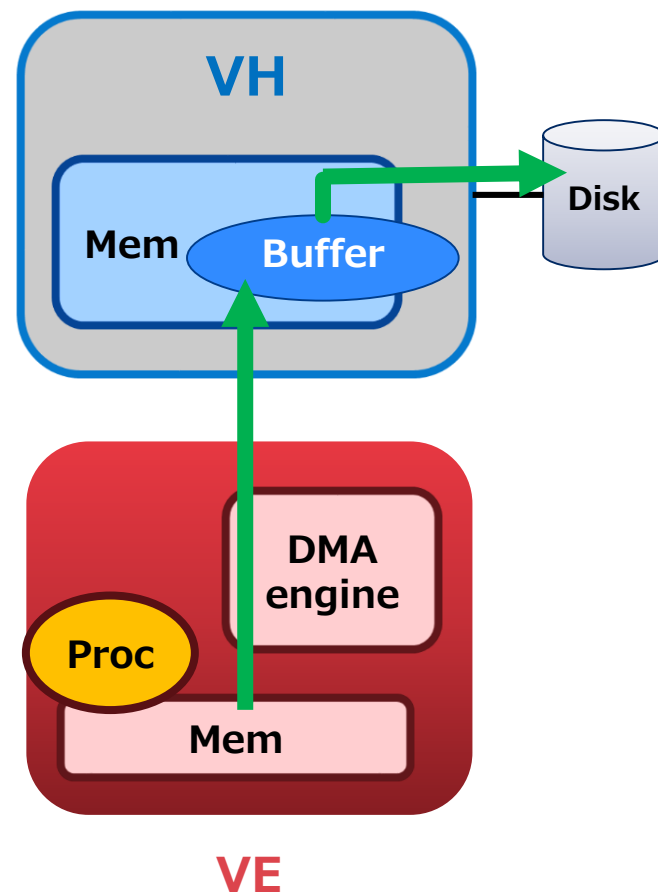 VH
Disk
Mem
Buffer
DMA
engine
Proc
Mem
VE